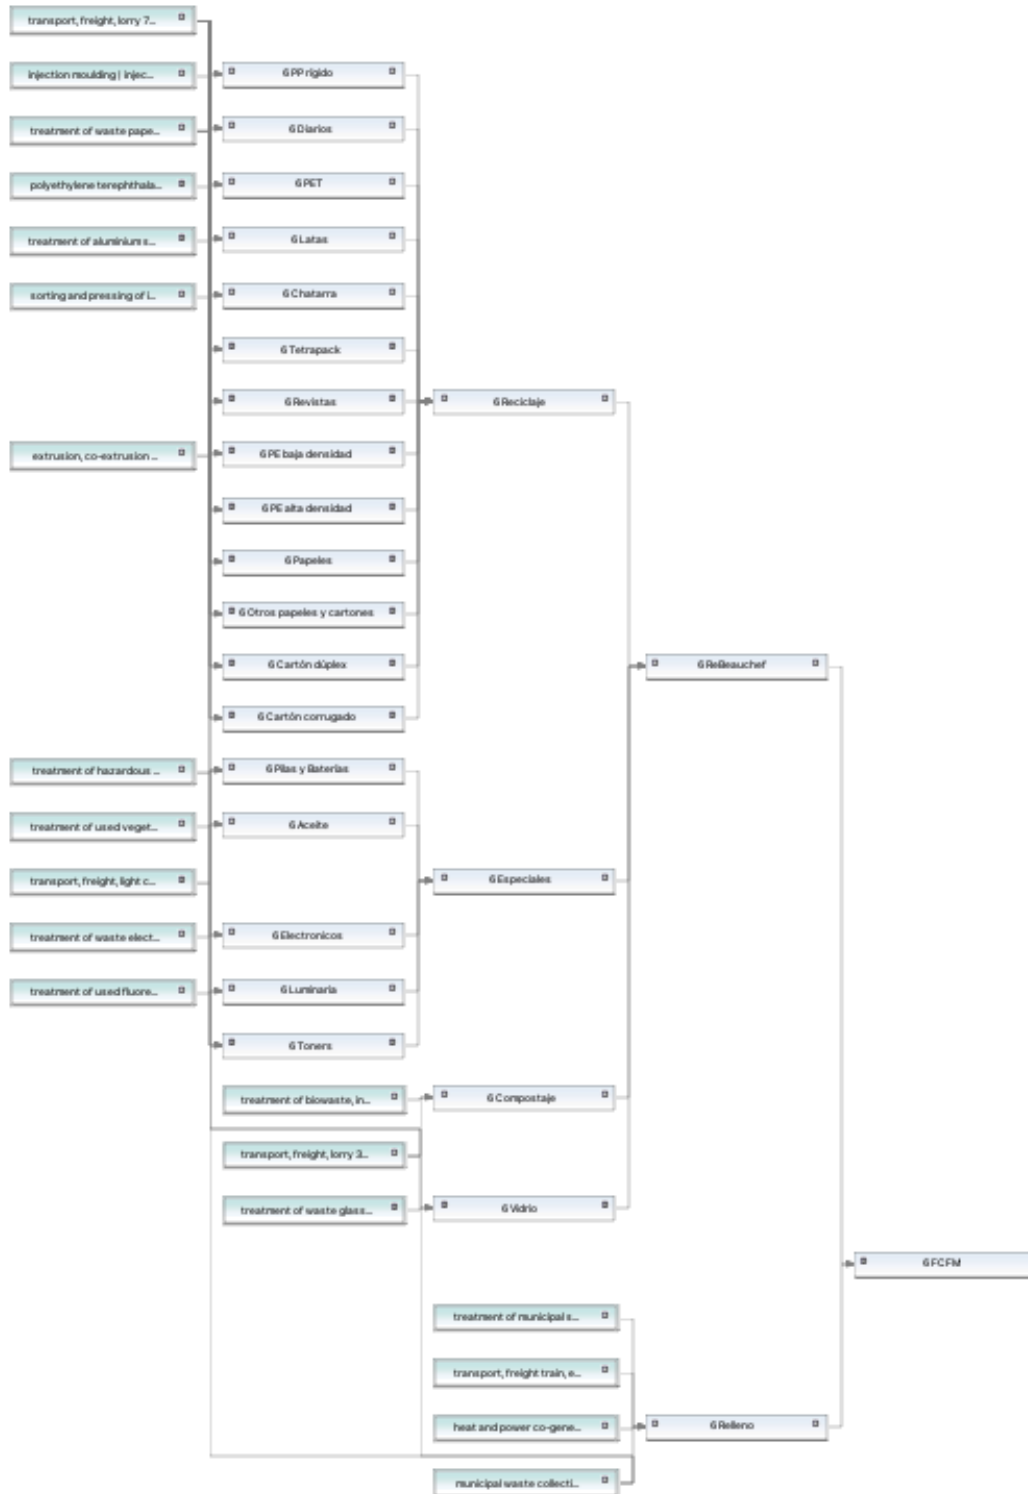 transport, freight, lorry 7...
injection moulding | injec...
6 PP rígido
treatment of waste pape...
6 Diarios
polyethylene terephthala...
6 PET
treatment of aluminium s...
6 Latas
sorting and pressing of i...
6 Chatarra
6 Tetrapack
6 Revistas
6 Reciclaje
extrusion, co-extrusion ...
6 PE baja densidad
6 PE alta densidad
6 Papeles
6 Otros papeles y cartones
6 Cartón dúplex
6 ReBeauchef
6 Cartón corrugado
treatment of hazardous ...
6 Pilas y Baterías
treatment of used veget...
6 Aceite
transport, freight, light c...
6 Especiales
treatment of waste elect...
6 Electronicos
treatment of used fluore...
6 Luminaria
6 Toners
treatment of biowaste, in...
6 Compostaje
transport, freight, lorry 3...
treatment of waste glass...
6 Vidrio
6 FCFM
treatment of municipal s...
transport, freight train, e...
heat and power co-gene...
6 Relleno
municipal waste collecti...